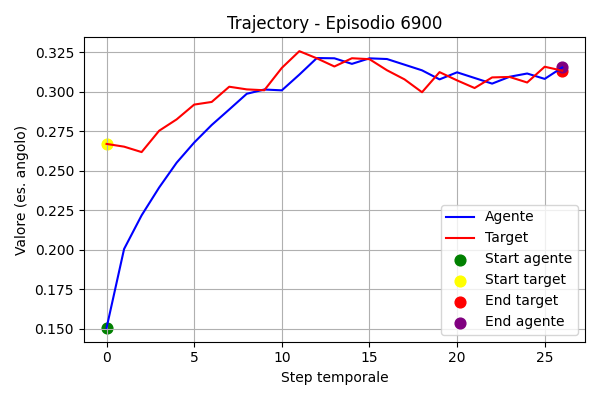 Trajectory - Episodio 6900
Valore (es. angolo)
0.325
0.300
0.275
0.250
0.225
0.200
0.175
0.150
0 5 10 15 20 25
Step temporale
Agente
Target
Start agente
Start target
End target
End agente